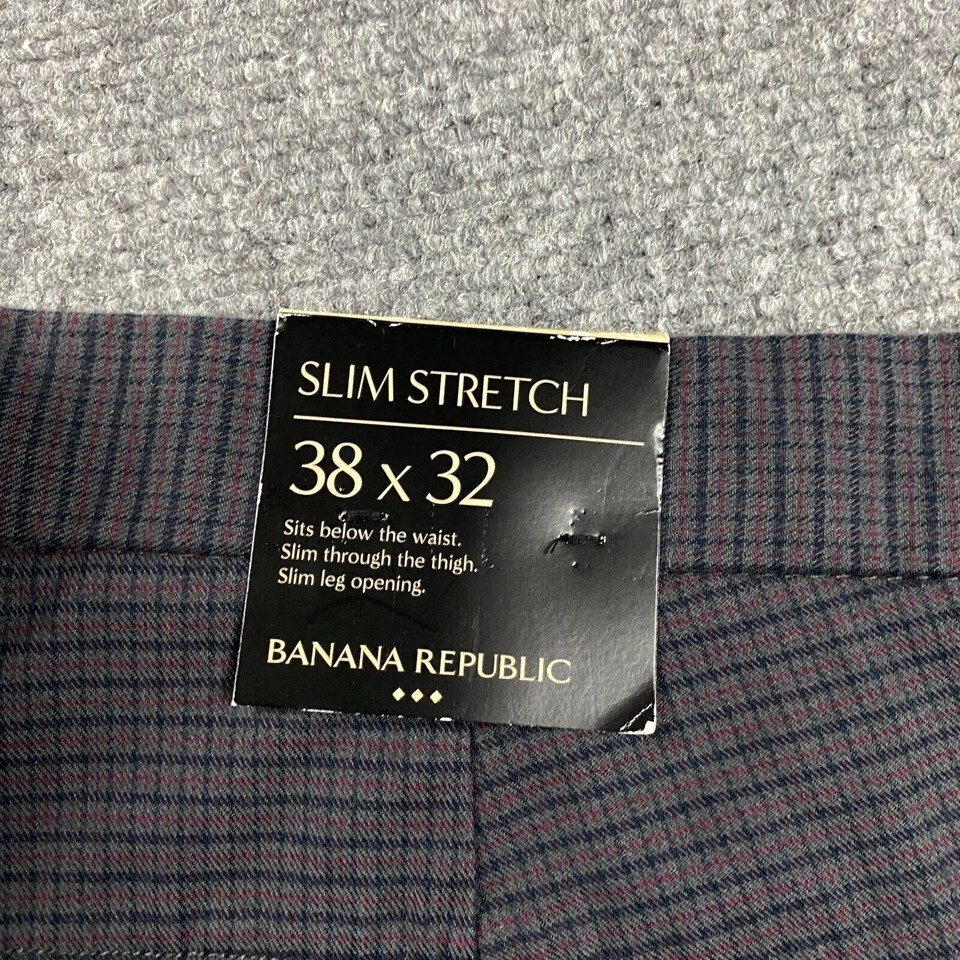 SLIM STRETCH
38 x 32
Sits below the waist.
Slim through the thigh.
Slim leg opening.
BANANA REPUBLIC